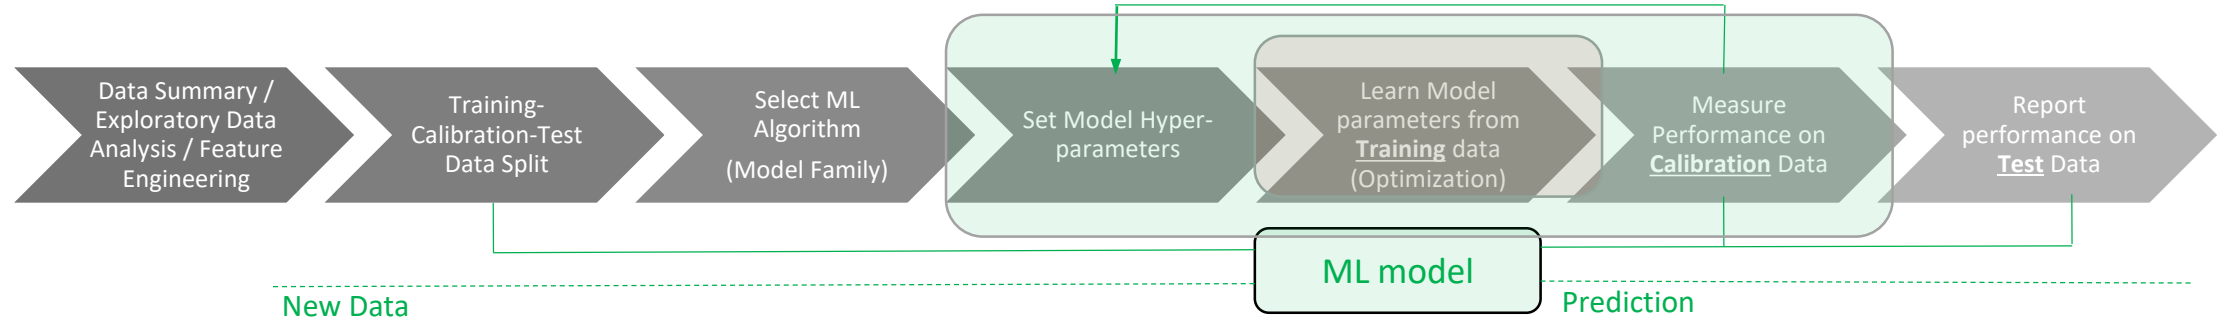 Data Summary /
Exploratory Data
Analysis / Feature
Engineering
Training-
Calibration-Test
Data Split
Select ML
Algorithm
(Model Family)
Set Model Hyper-
parameters
Learn Model
parameters from
Training data
(Optimization)
Measure
Performance on
Calibration Data
Report
performance on
Test Data
ML model
New Data
Prediction